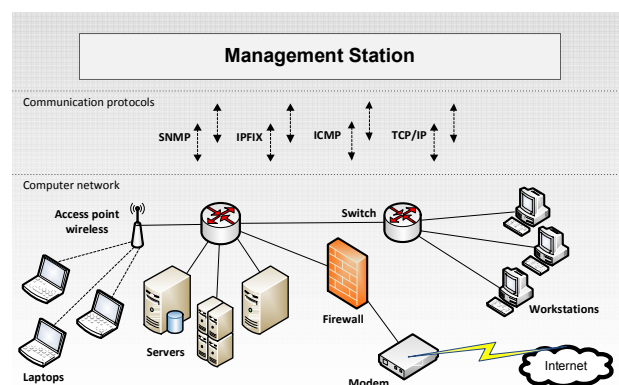 Management Station
Communication protocols
SNMP
IPFIX
ICMP
TCP/IP
Computer network
Access point
wireless
Switch
Firewall
Workstations
Servers
Laptops
Modem
Internet